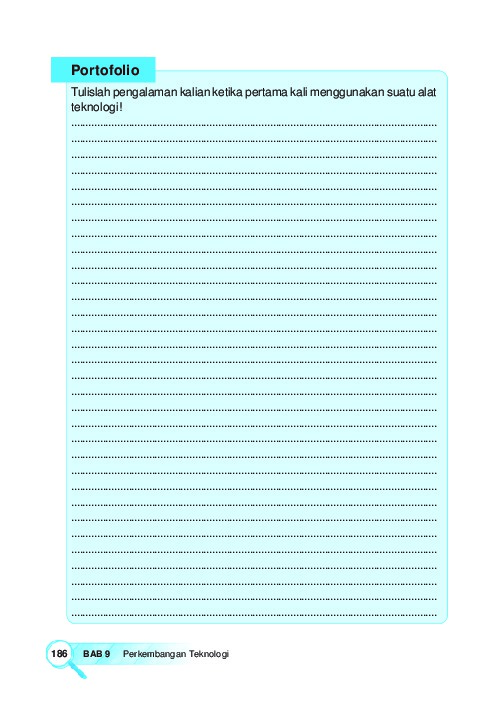 Portofolio
Tulislah pengalaman kalian ketika pertama kali menggunakan suatu alat
teknologi!
186 BAB 9 Perkembangan Teknologi